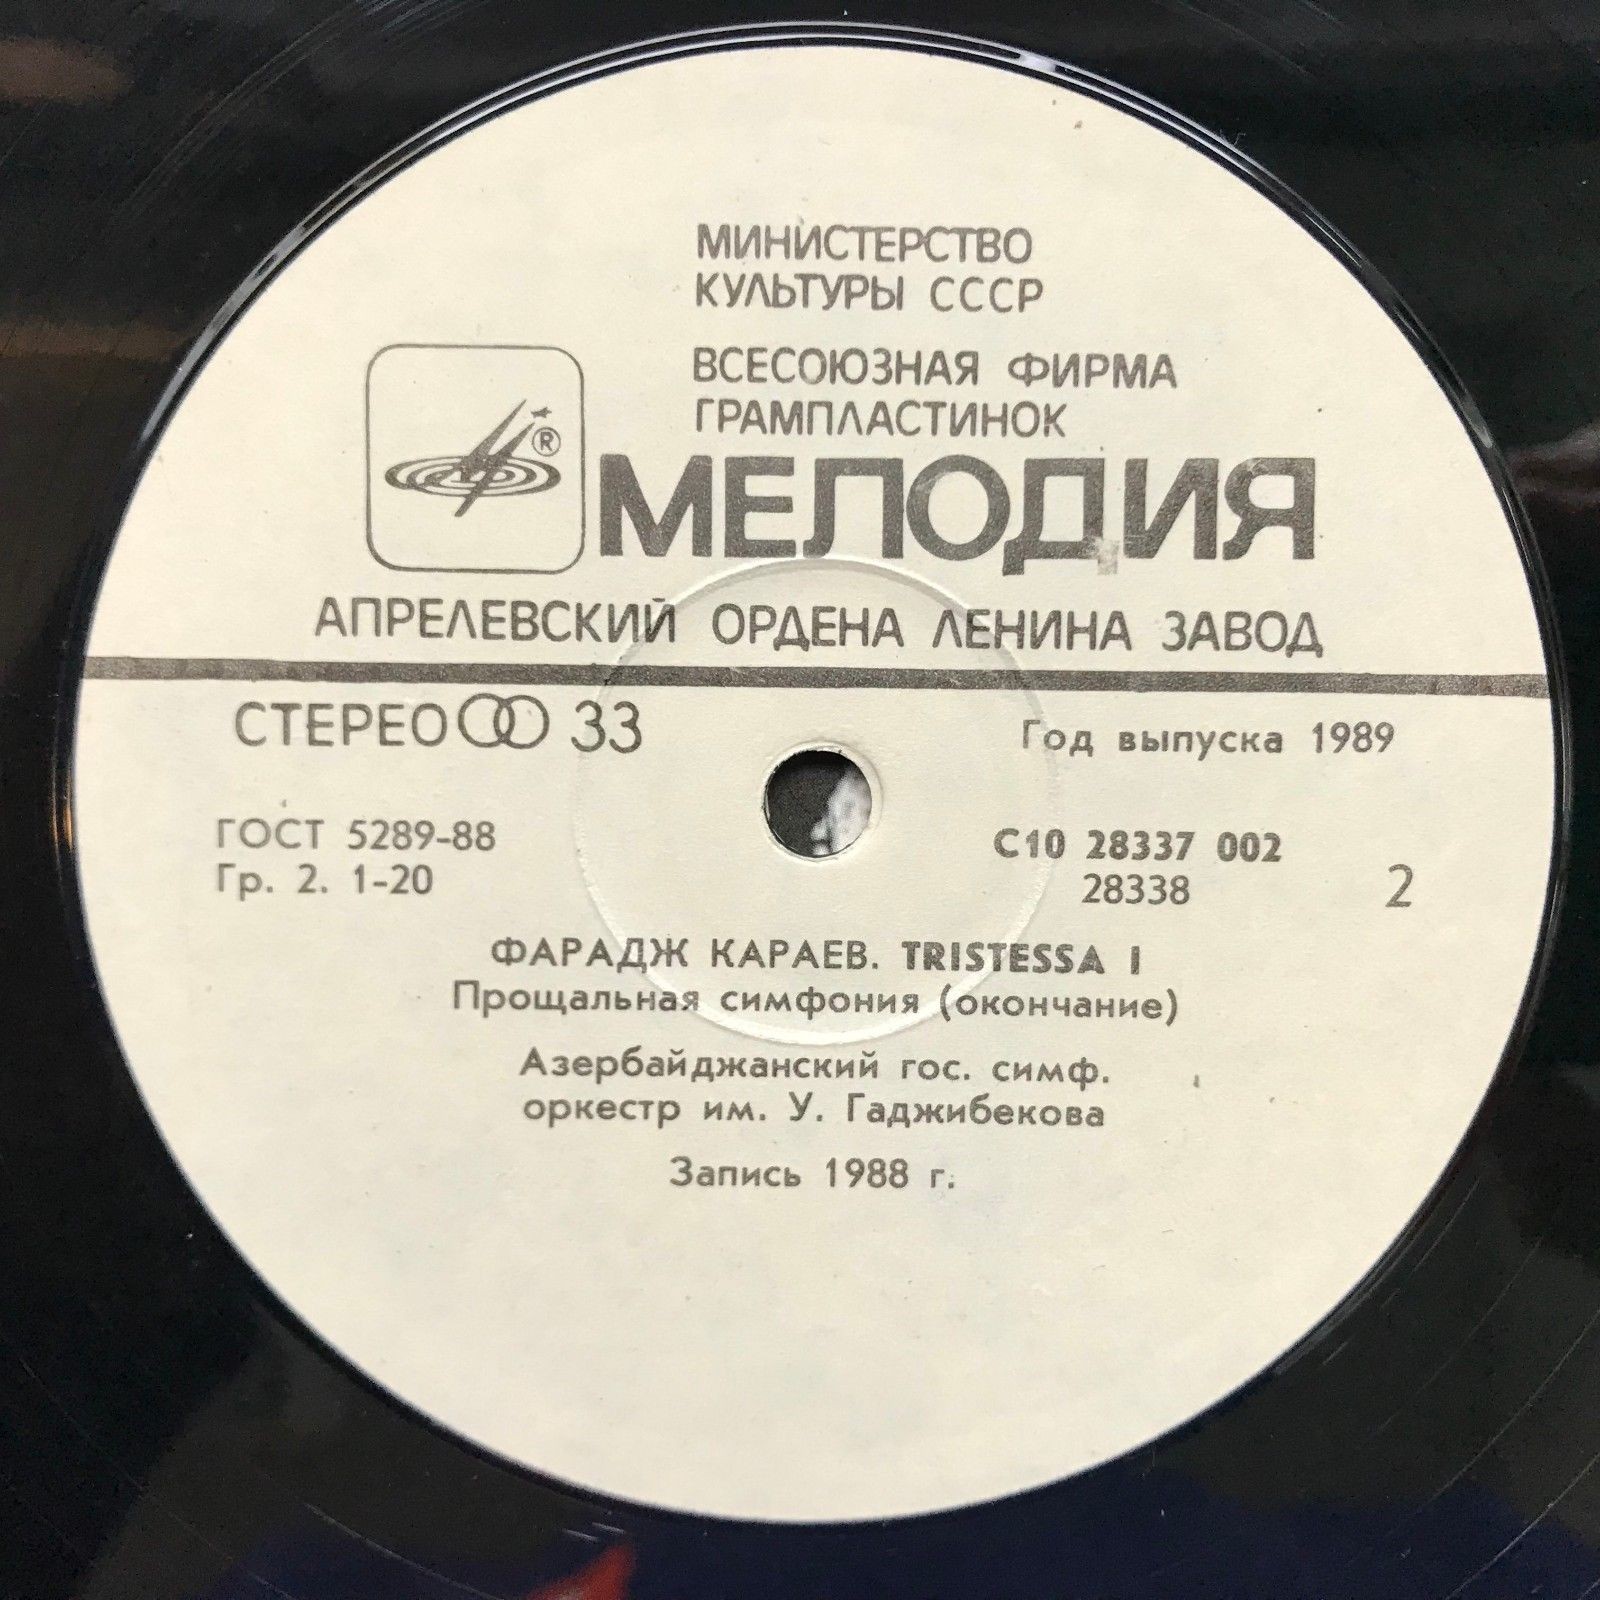 МИНИСТЕРСТВО
КУЛЬТУРЫ СССР
ВСЕСОЮЗНАЯ ФИРМА
ГРАМПЛАСТИНОК
®
МЕЛОДИЯ
АПРЕЛЕВСКИЙ ОРДЕНА ЛЕНИНА ЗАВОД
СТЕРЕО 33
Год выпуска 1989
ГОСТ 5289-88
Гр. 2. 1-20
С10 28337 002
28338
2
ФАРАДЖ КАРАЕВ. TRISTESSA I
Прощальная симфония (окончание)
Азербайджанский гос. симф.
оркестр им. У. Гаджибекова
Запись 1988 г.